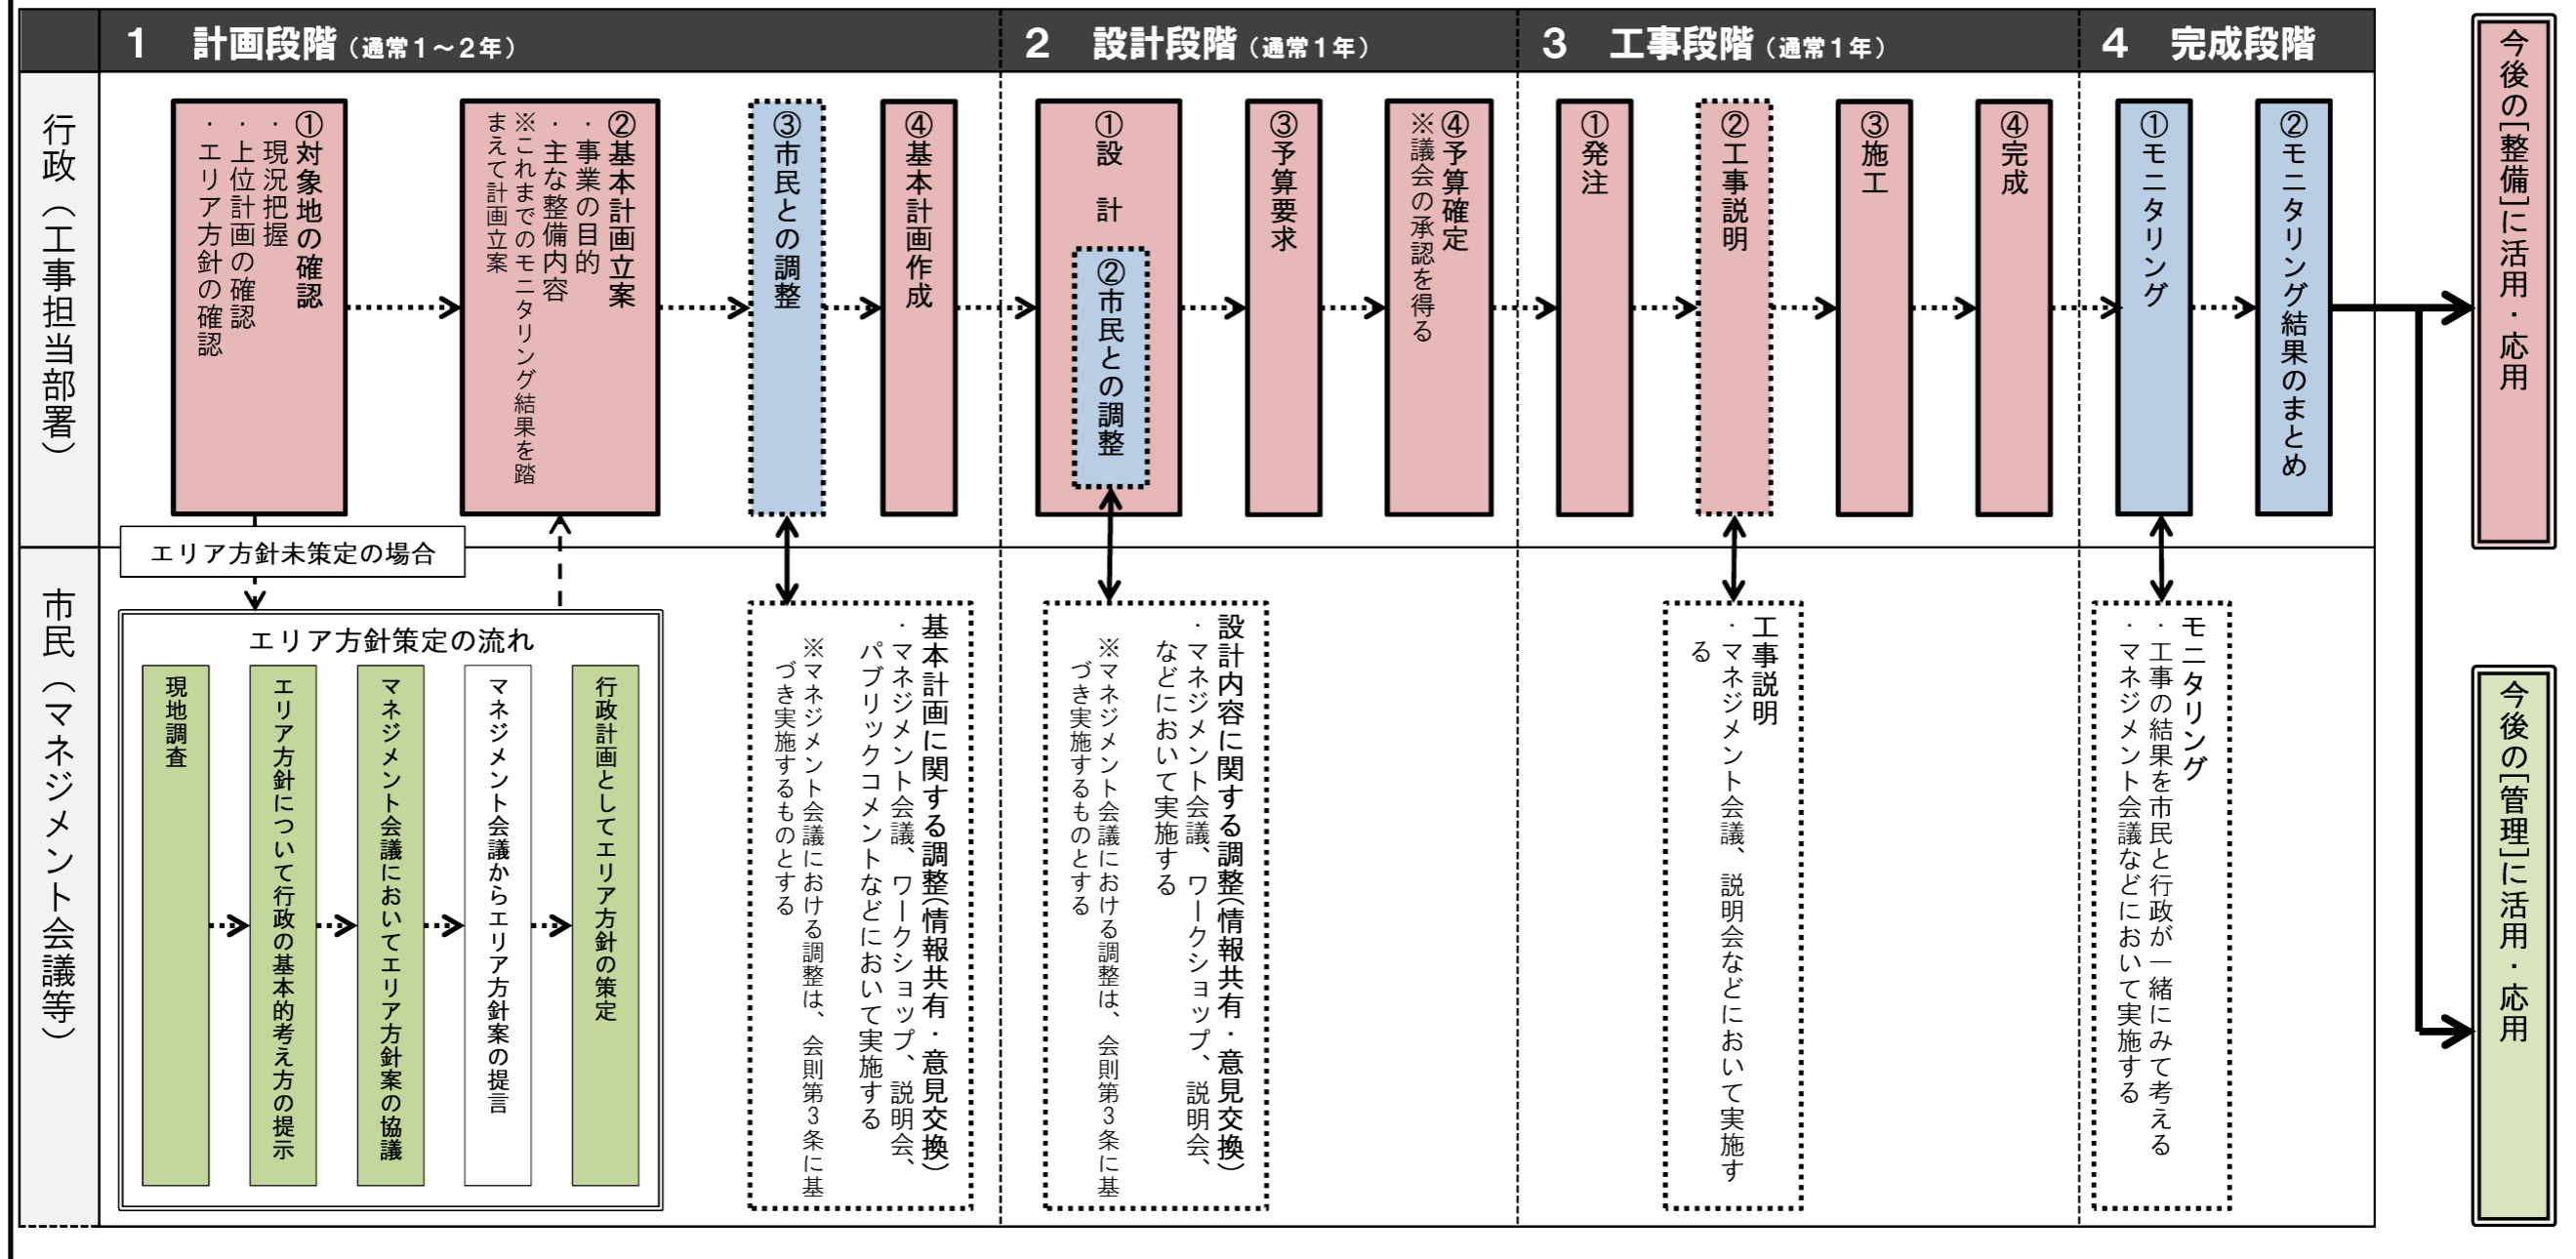 1 計画段階（通常１～２年）
2 設計段階（通常１年）
3 工事段階（通常１年）
4 完成段階
行政（工事担当部署）
①対象地の確認
・現況把握
・上位計画の確認
・エリア方針の確認
②基本計画立案
・事業の目的
・主な整備内容
※これまでのモニタリング結果を踏
まえて計画立案
③市民との調整
④基本計画作成
①設計
②市民との調整
③予算要求
④予算確定
※議会の承認を得る
①発注
②工事説明
③施工
④完成
①モニタリング
②モニタリング結果のまとめ
今後の[整備]に活用・応用
エリア方針未策定の場合
市民（マネジメント会議等）
エリア方針策定の流れ
現地調査
エリア方針について行政の基本的考え方の提示
マネジメント会議においてエリア方針案の協議
マネジメント会議からエリア方針案の提言
行政計画としてエリア方針の策定
基本計画に関する調整(情報共有・意見交換)
・マネジメント会議、ワークショップ、説明会、
パブリックコメントなどにおいて実施する
※マネジメント会議における調整は、会則第3条に基
づき実施するものとする
設計内容に関する調整(情報共有・意見交換)
・マネジメント会議、ワークショップ、説明会、
などにおいて実施する
※マネジメント会議における調整は、会則第3条に基
づき実施するものとする
工事説明
・マネジメント会議、説明会などにおいて実施す
る
モニタリング
・工事の結果を市民と行政が一緒にみて考える
・マネジメント会議などにおいて実施する
今後の[管理]に活用・応用